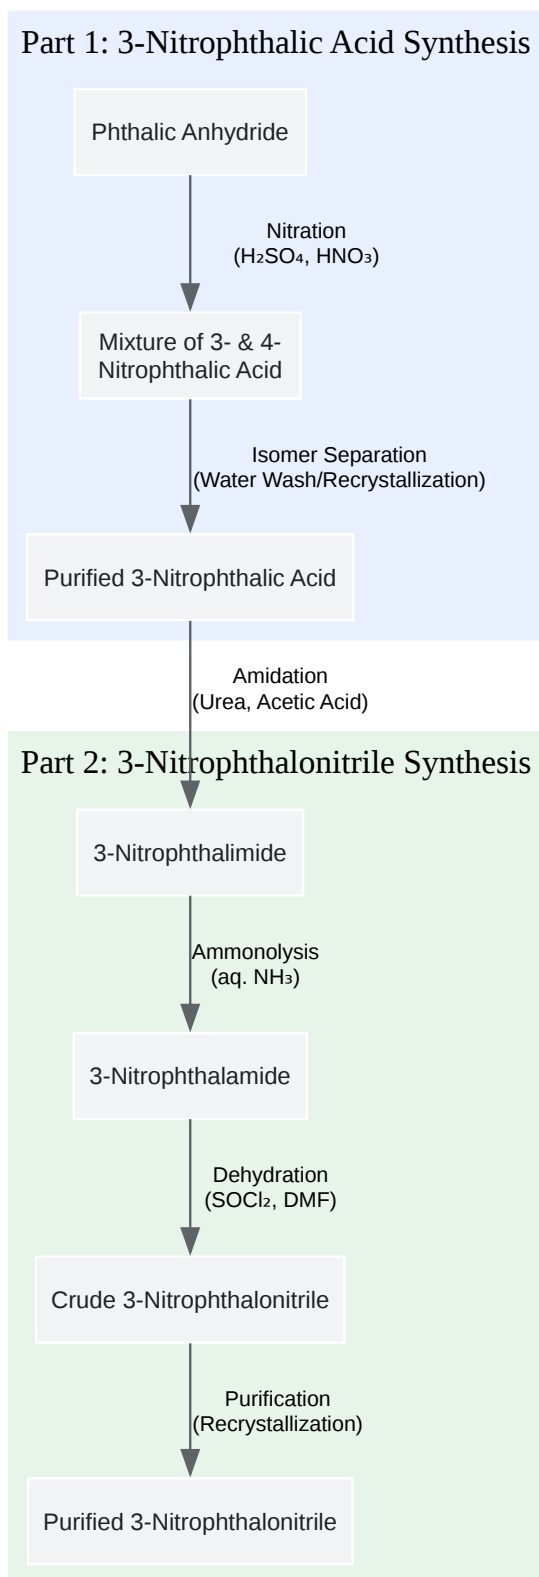 Part 1: 3-Nitrophthalic Acid Synthesis
Phthalic Anhydride
Nitration
(H₂SO₄, HNO₃)
Mixture of 3- & 4-
Nitrophthalic Acid
Isomer Separation
(Water Wash/Recrystallization)
Purified 3-Nitrophthalic Acid
Amidation
(Urea, Acetic Acid)
Part 2: 3-Nitrophthalonitrile Synthesis
3-Nitrophthalimide
Ammonolysis
(aq. NH₃)
3-Nitrophthalamide
Dehydration
(SOCl₂, DMF)
Crude 3-Nitrophthalonitrile
Purification
(Recrystallization)
Purified 3-Nitrophthalonitrile